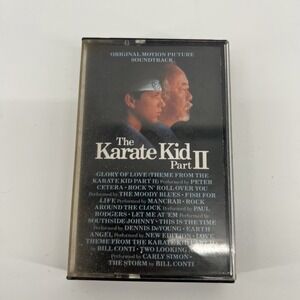 ORIGINAL MOTION PICTURE
SOUNDTRACK
The
Karate Kid
Part II
GLORY OF LOVE (THEME FROM THE
KARATE KID PART II) Performed by PETER
CETERA • ROCK 'N' ROLL OVER YOU
Performed by THE MOODY BLUES • FISH FOR
LIFE Performed by MANCRAB • ROCK
AROUND THE CLOCK Performed by PAUL
RODGERS • LET ME AT 'EM Performed by
SOUTHSIDE JOHNNY • THIS IS THE TIME
Performed by DENNIS DeYOUNG • EARTH
ANGEL Performed by NEW EDITION • LOVE
THEME FROM THE KARATE KID PART II
BILL CONTI • TWO LOOKING
Performed by CARLY SIMON •
THE STORM by BILL CONTI